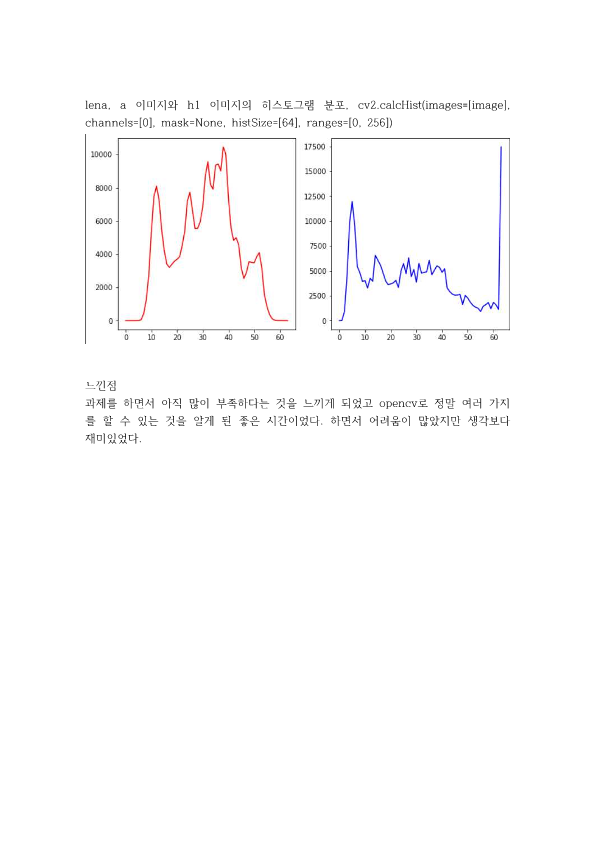 lena, a 이미지와 h1 이미지의 히스토그램 분포, cv2.calcHist(images=[image],
channels=[0], mask=None, histSize=[64], ranges=[0, 256])
10000
8000
6000
4000
2000
0
0 10 20 30 40 50 60
17500
15000
12500
10000
7500
5000
2500
0
0 10 20 30 40 50 60
느낀점
과제를 하면서 아직 많이 부족하다는 것을 느끼게 되었고 opencv로 정말 여러 가지
를 할 수 있는 것을 알게 된 좋은 시간이었다. 하면서 어려움이 많았지만 생각보다
재미있었다.